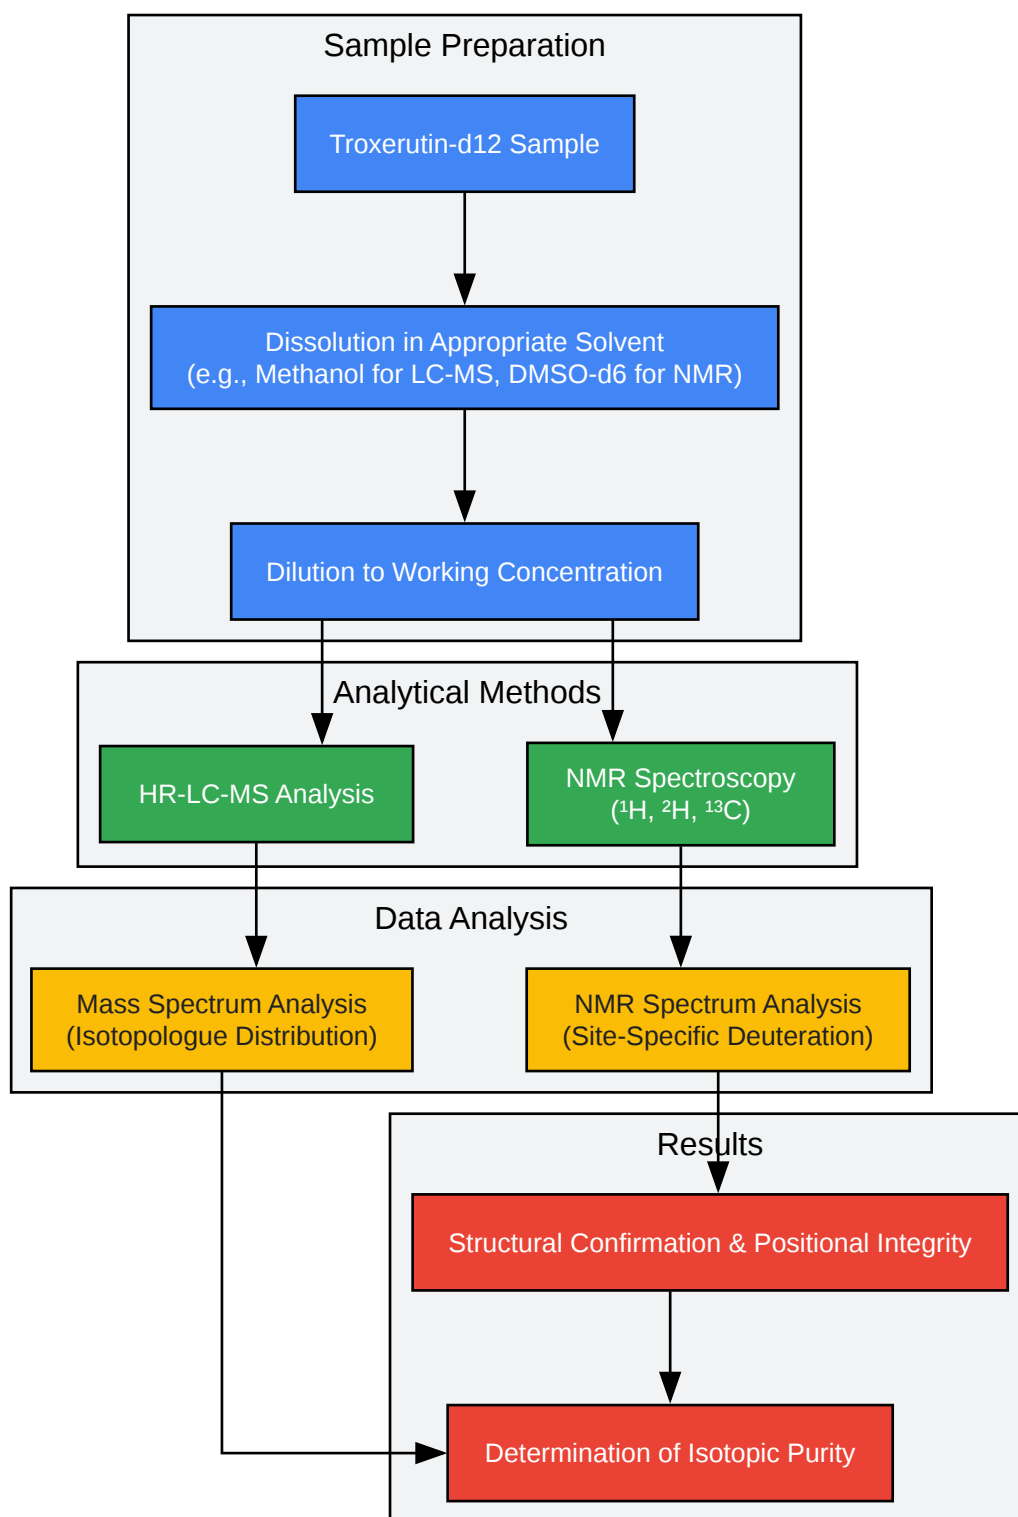 Sample Preparation
Troxerutin-d12 Sample
Dissolution in Appropriate Solvent
(e.g., Methanol for LC-MS, DMSO-d6 for NMR)
Dilution to Working Concentration
Analytical Methods
HR-LC-MS Analysis
NMR Spectroscopy
(¹H, ²H, ¹³C)
Data Analysis
Mass Spectrum Analysis
(Isotopologue Distribution)
NMR Spectrum Analysis
(Site-Specific Deuteration)
Results
Structural Confirmation & Positional Integrity
Determination of Isotopic Purity